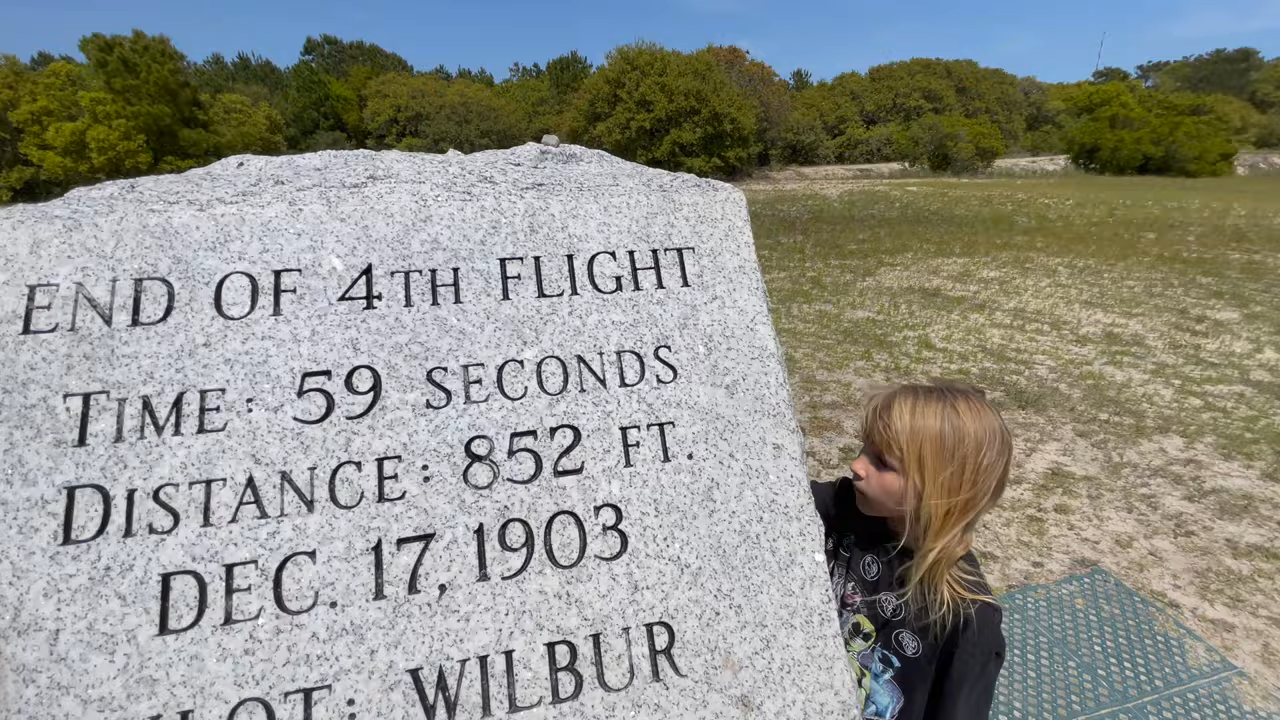 END OF 4TH FLIGHT
TIME: 59 SECONDS
DISTANCE: 852 FT.
DEC. 17, 1903
WILBUR